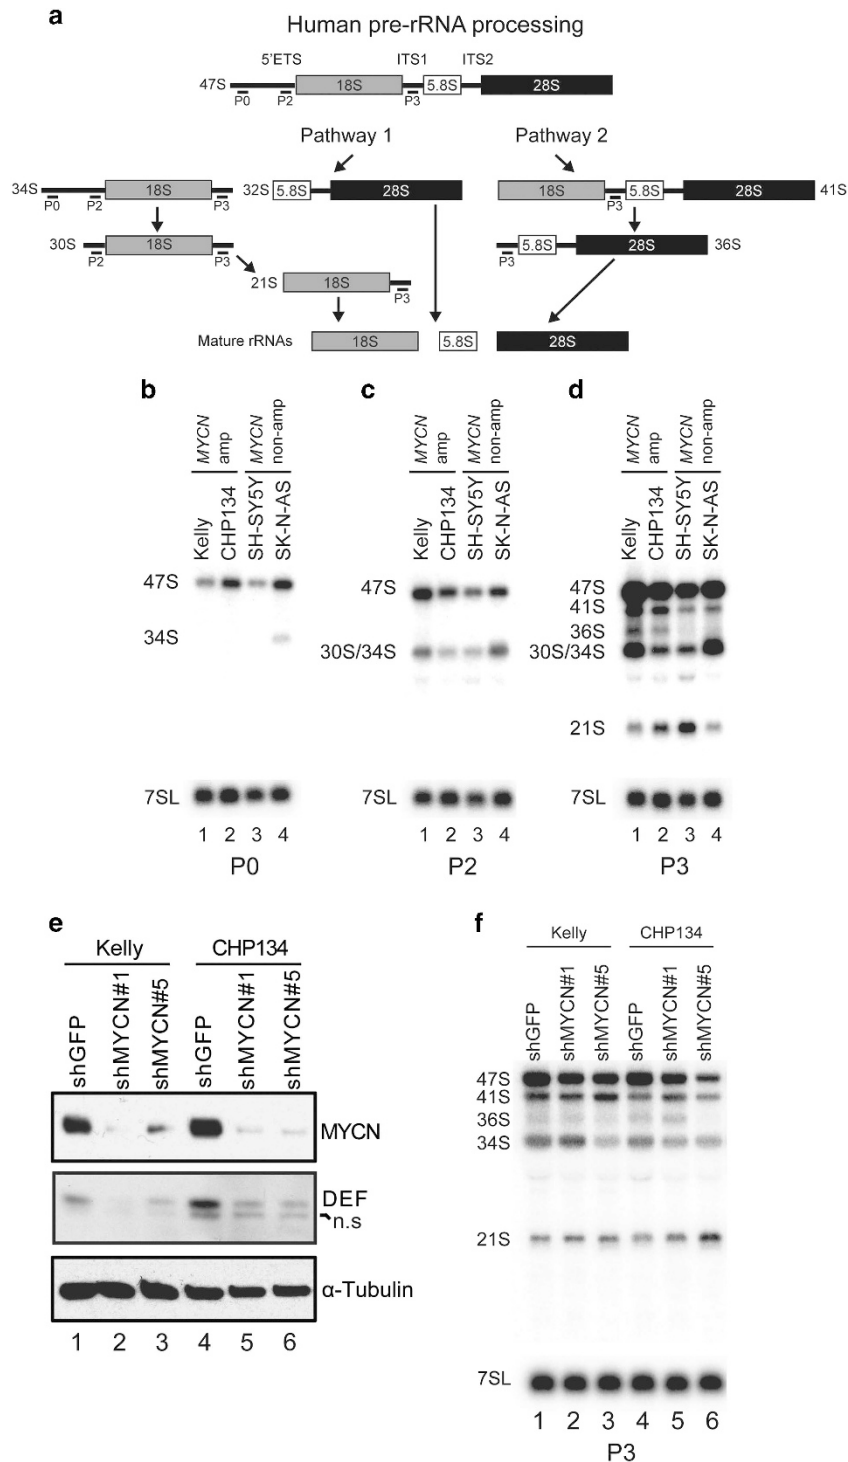 a
Human pre-rRNA processing
5'ETS ITS1 ITS2
47S 18S 5.8S 28S
P0 P2 P3
Pathway 1 Pathway 2
34S 18S 32S 5.8S 28S 18S 5.8S 28S 41S
P0 P2 P3 P3
30S 18S 5.8S 28S 36S
P2 P3 P3
21S 18S
P3
Mature rRNAs 18S 5.8S 28S
b
MYCN amp MYCN non-amp
Kelly CHP134 SH-SY5Y SK-N-AS
47S
34S
7SL
1 2 3 4
P0
c
MYCN amp MYCN non-amp
Kelly CHP134 SH-SY5Y SK-N-AS
47S
30S/34S
7SL
1 2 3 4
P2
d
MYCN amp MYCN non-amp
Kelly CHP134 SH-SY5Y SK-N-AS
47S
41S
36S
30S/34S
21S
7SL
1 2 3 4
P3
e
Kelly CHP134
shGFP shMYCN#1 shMYCN#5 shGFP shMYCN#1 shMYCN#5
MYCN
DEF
n.s
α-Tubulin
1 2 3 4 5 6
f
Kelly CHP134
shGFP shMYCN#1 shMYCN#5 shGFP shMYCN#1 shMYCN#5
47S
41S
36S
34S
21S
7SL
1 2 3 4 5 6
P3